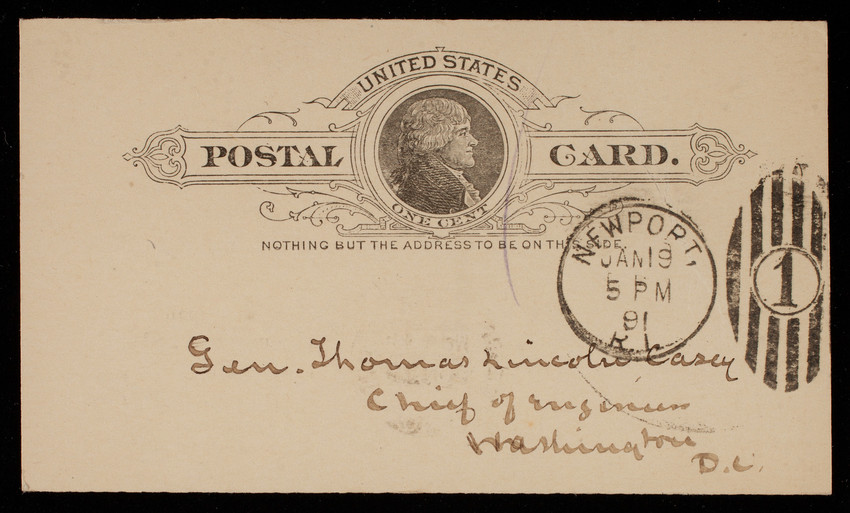 UNITED STATES
POSTAL CARD.
ONE CENT
NOTHING BUT THE ADDRESS TO BE ON THIS SIDE.
NEWPORT,
JAN 19
5 PM
91
R.I.
1
Gen. Thomas Lincoln Casey
Chief of Engineers
Washington
D.C.